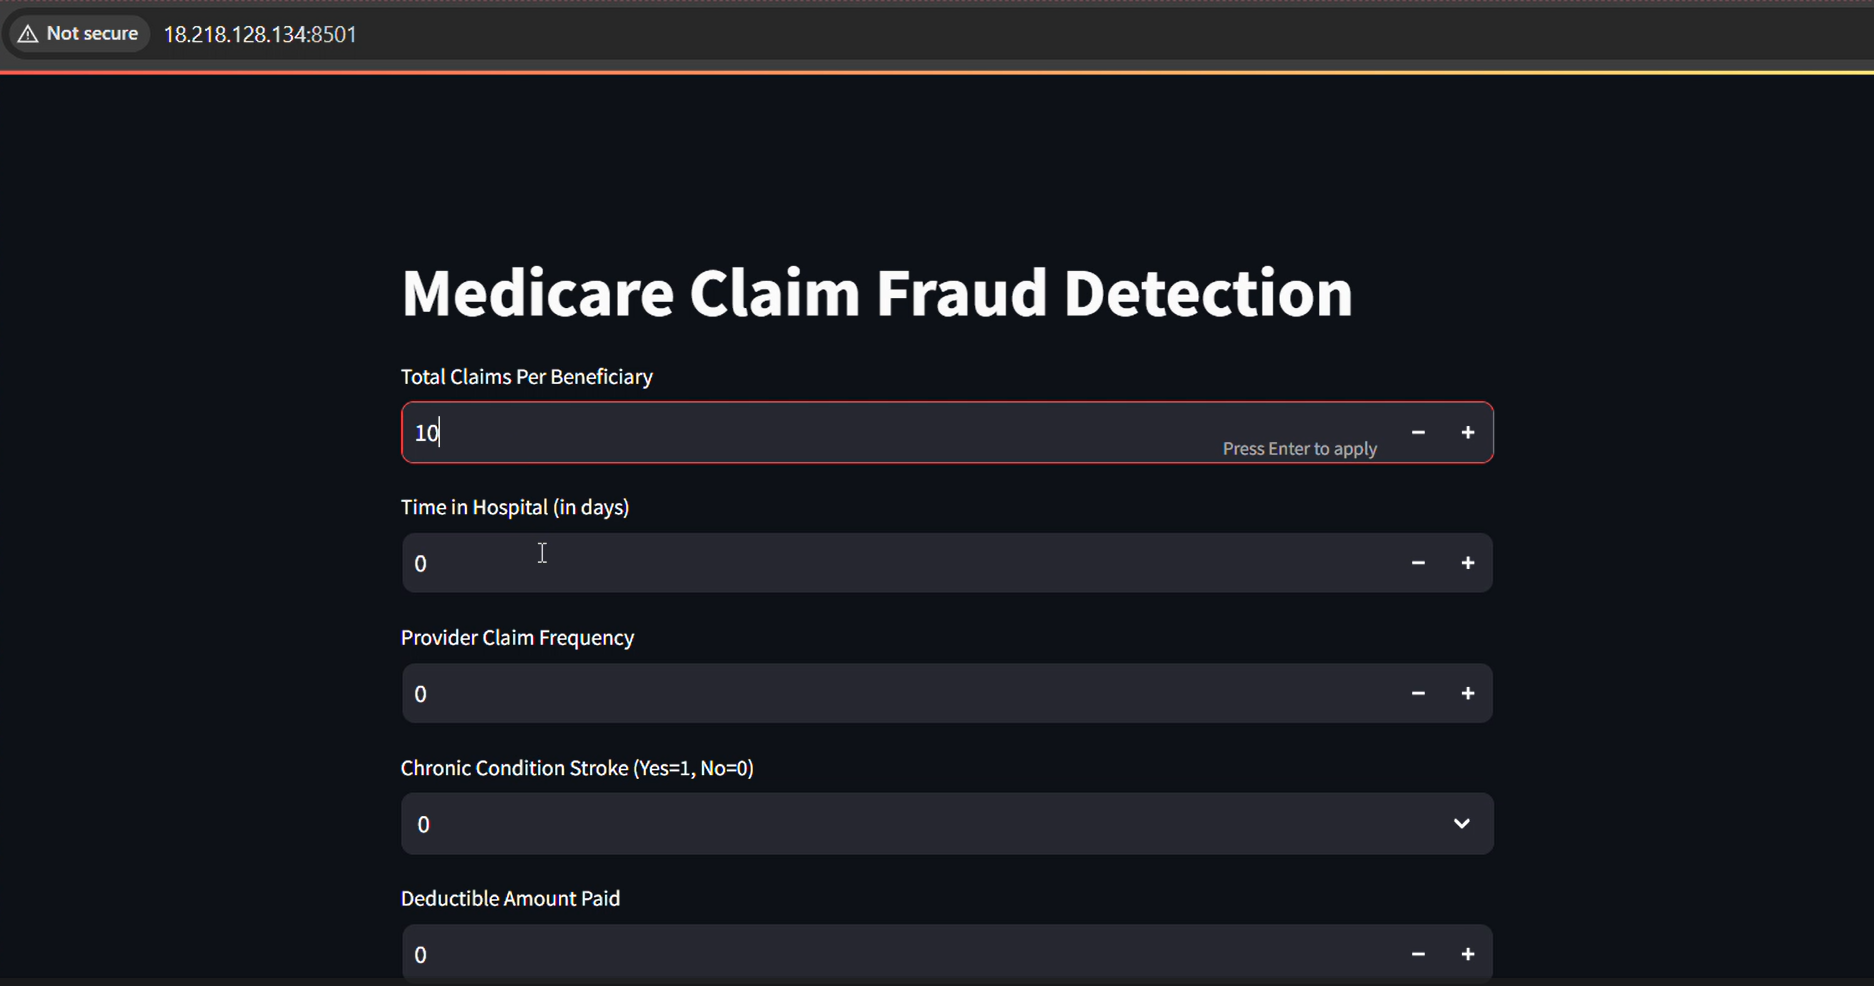 Not secure 18.218.128.134:8501
Medicare Claim Fraud Detection
Total Claims Per Beneficiary
10
Press Enter to apply
Time in Hospital (in days)
0
Provider Claim Frequency
0
Chronic Condition Stroke (Yes=1, No=0)
0
Deductible Amount Paid
0